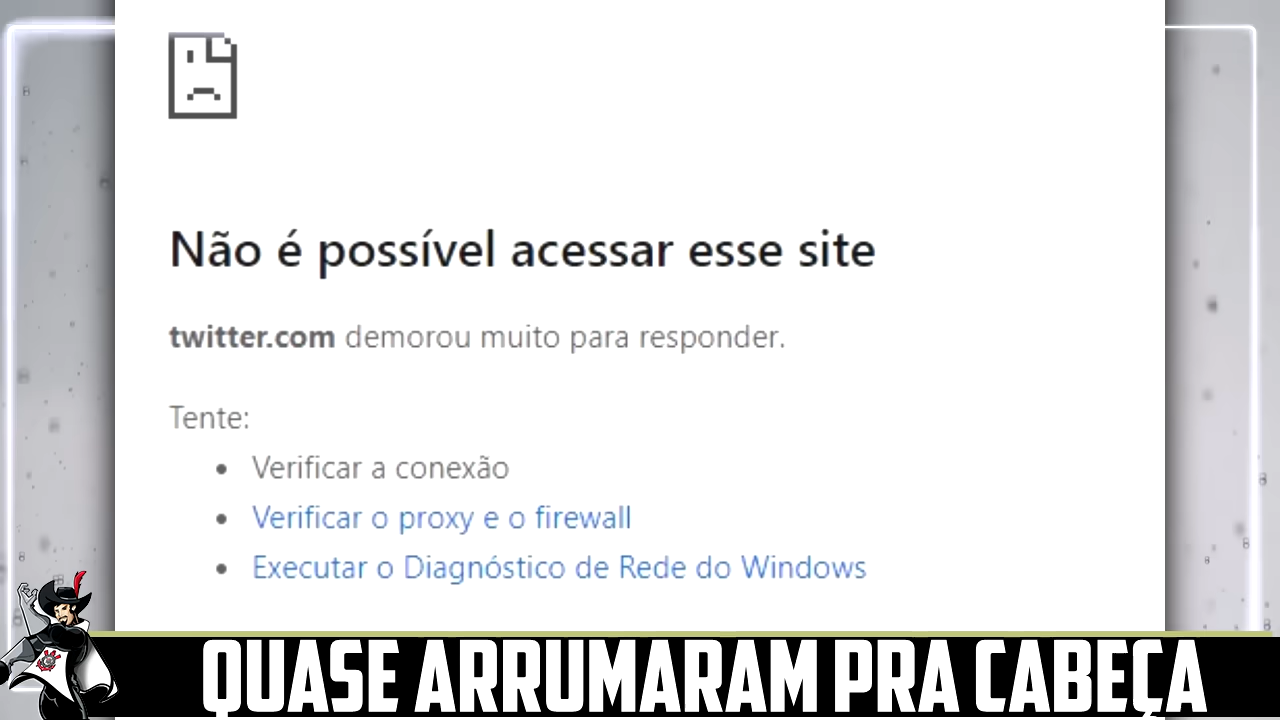 Não é possível acessar esse site
twitter.com demorou muito para responder.
Tente:
Verificar a conexão
Verificar o proxy e o firewall
Executar o Diagnóstico de Rede do Windows
QUASE ARRUMARAM PRA CABEÇA